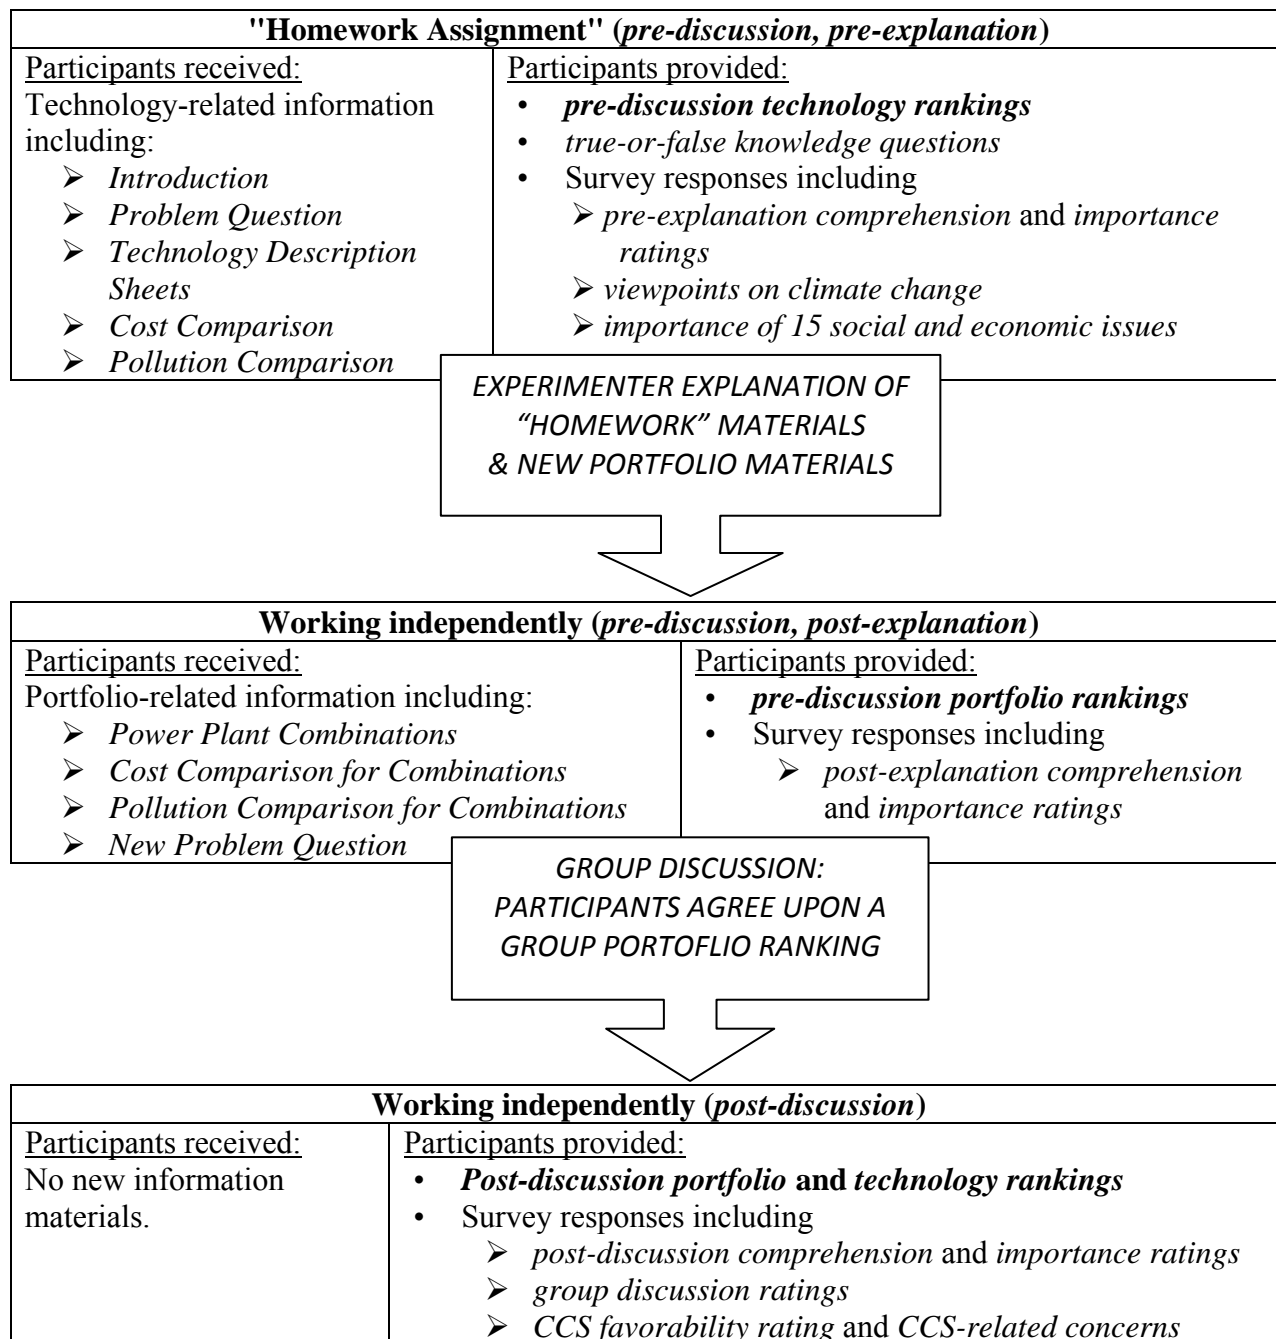 "Homework Assignment" (pre-discussion, pre-explanation)
Participants received:
Technology-related information
including:
➢ Introduction
➢ Problem Question
➢ Technology Description
Sheets
➢ Cost Comparison
➢ Pollution Comparison
Participants provided:
• pre-discussion technology rankings
• true-or-false knowledge questions
• Survey responses including
➢ pre-explanation comprehension and importance
ratings
➢ viewpoints on climate change
➢ importance of 15 social and economic issues
EXPERIMENTER EXPLANATION OF
“HOMEWORK” MATERIALS
& NEW PORTFOLIO MATERIALS
Working independently (pre-discussion, post-explanation)
Participants received:
Portfolio-related information including:
➢ Power Plant Combinations
➢ Cost Comparison for Combinations
➢ Pollution Comparison for Combinations
➢ New Problem Question
Participants provided:
• pre-discussion portfolio rankings
• Survey responses including
➢ post-explanation comprehension
and importance ratings
GROUP DISCUSSION:
PARTICIPANTS AGREE UPON A
GROUP PORTOFLIO RANKING
Working independently (post-discussion)
Participants received:
No new information
materials.
Participants provided:
• Post-discussion portfolio and technology rankings
• Survey responses including
➢ post-discussion comprehension and importance ratings
➢ group discussion ratings
➢ CCS favorability rating and CCS-related concerns